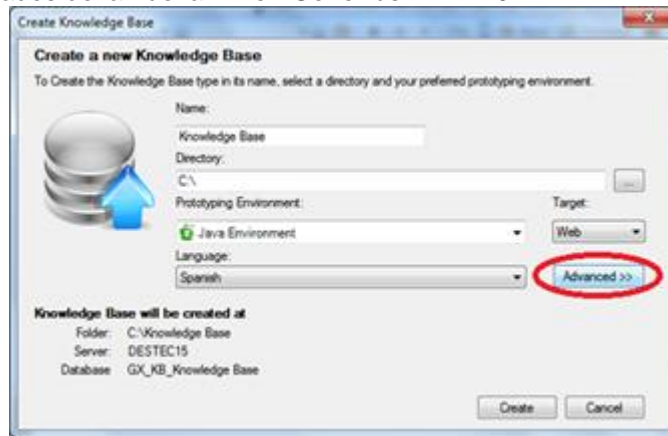 Create Knowledge Base
Create a new Knowledge Base
To Create the Knowledge Base type in its name, select a directory and your preferred prototyping environment.
Name:
Knowledge Base
Directory:
C:\
...
Prototyping Environment:
Target:
Java Environment
Web
Language:
Spanish
Advanced >>
Knowledge Base will be created at
Folder: C:\Knowledge Base
Server: DESTEC15
Database GX_KB_Knowledge Base
Create
Cancel